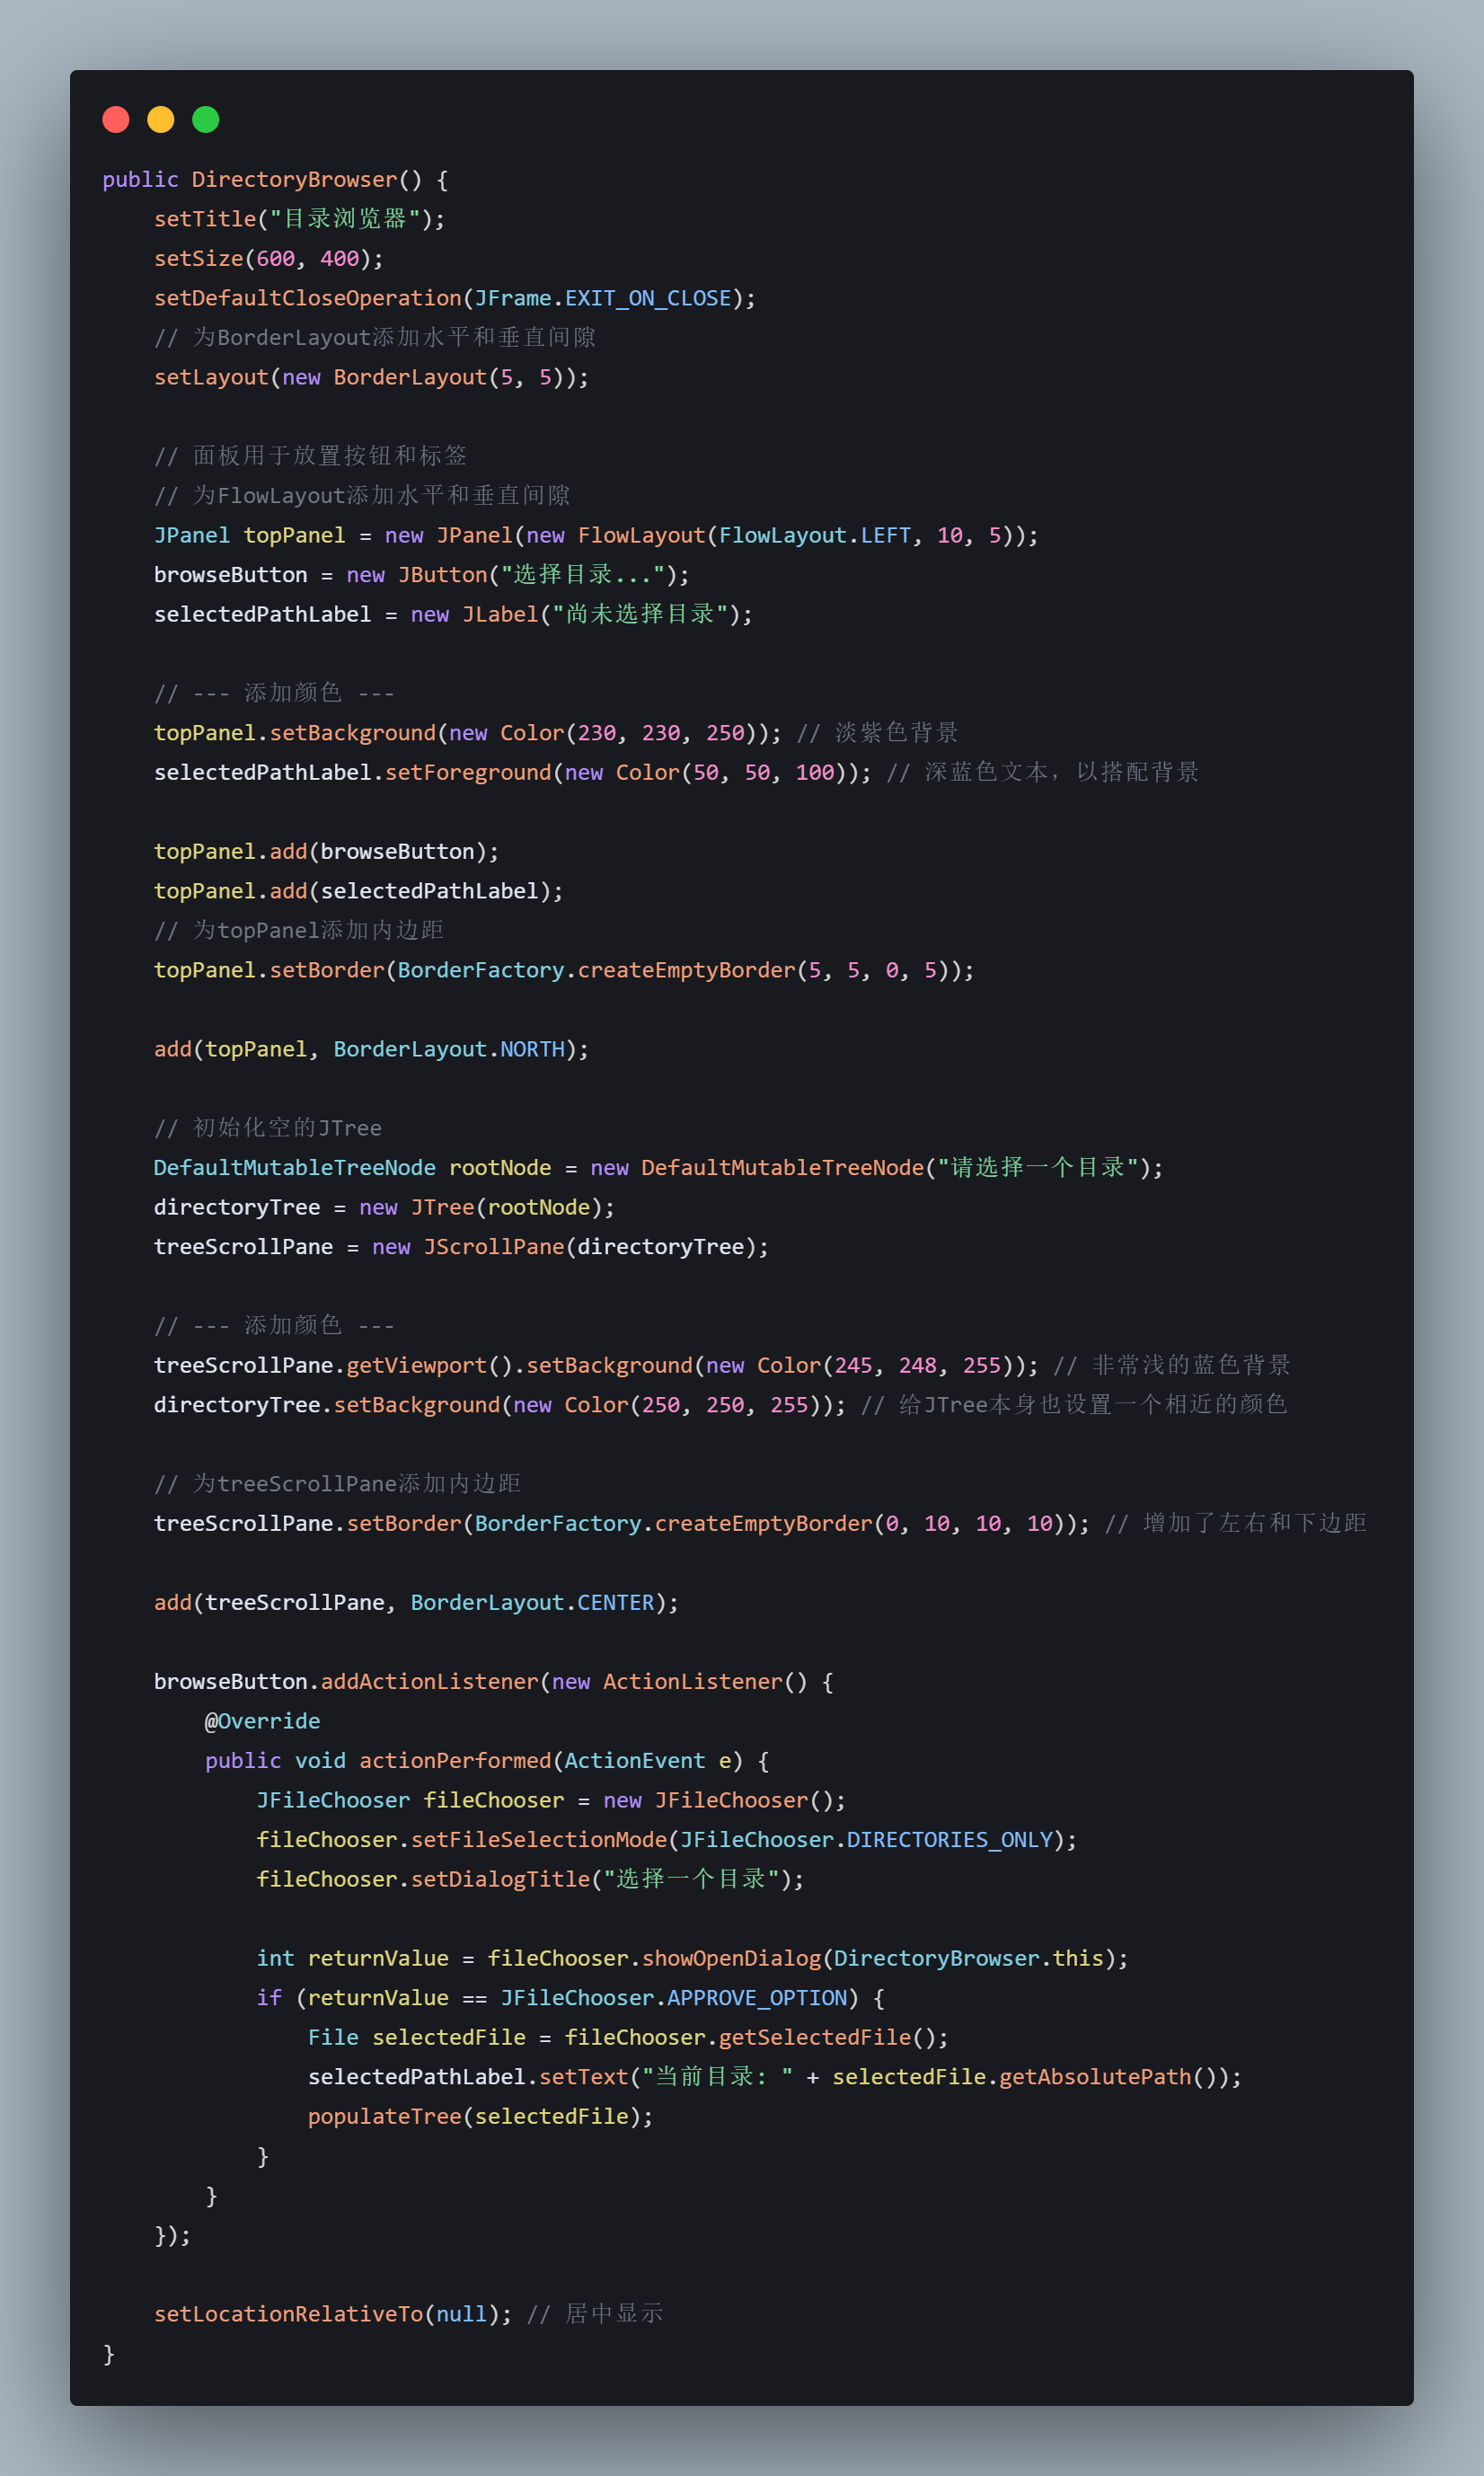 public DirectoryBrowser() {
    setTitle("目录浏览器");
    setSize(600, 400);
    setDefaultCloseOperation(JFrame.EXIT_ON_CLOSE);
    // 为BorderLayout添加水平和垂直间隙
    setLayout(new BorderLayout(5, 5));

    // 面板用于放置按钮和标签
    // 为FlowLayout添加水平和垂直间隙
    JPanel topPanel = new JPanel(new FlowLayout(FlowLayout.LEFT, 10, 5));
    browseButton = new JButton("选择目录...");
    selectedPathLabel = new JLabel("尚未选择目录");

    // --- 添加颜色 ---
    topPanel.setBackground(new Color(230, 230, 250)); // 淡紫色背景
    selectedPathLabel.setForeground(new Color(50, 50, 100)); // 深蓝色文本，以搭配背景

    topPanel.add(browseButton);
    topPanel.add(selectedPathLabel);
    // 为topPanel添加内边距
    topPanel.setBorder(BorderFactory.createEmptyBorder(5, 5, 0, 5));

    add(topPanel, BorderLayout.NORTH);

    // 初始化空的JTree
    DefaultMutableTreeNode rootNode = new DefaultMutableTreeNode("请选择一个目录");
    directoryTree = new JTree(rootNode);
    treeScrollPane = new JScrollPane(directoryTree);

    // --- 添加颜色 ---
    treeScrollPane.getViewport().setBackground(new Color(245, 248, 255)); // 非常浅的蓝色背景
    directoryTree.setBackground(new Color(250, 250, 255)); // 给JTree本身也设置一个相近的颜色

    // 为treeScrollPane添加内边距
    treeScrollPane.setBorder(BorderFactory.createEmptyBorder(0, 10, 10, 10)); // 增加了左右和下边距

    add(treeScrollPane, BorderLayout.CENTER);

    browseButton.addActionListener(new ActionListener() {
        @Override
        public void actionPerformed(ActionEvent e) {
            JFileChooser fileChooser = new JFileChooser();
            fileChooser.setFileSelectionMode(JFileChooser.DIRECTORIES_ONLY);
            fileChooser.setDialogTitle("选择一个目录");

            int returnValue = fileChooser.showOpenDialog(DirectoryBrowser.this);
            if (returnValue == JFileChooser.APPROVE_OPTION) {
                File selectedFile = fileChooser.getSelectedFile();
                selectedPathLabel.setText("当前目录: " + selectedFile.getAbsolutePath());
                populateTree(selectedFile);
            }
        }
    });

    setLocationRelativeTo(null); // 居中显示
}